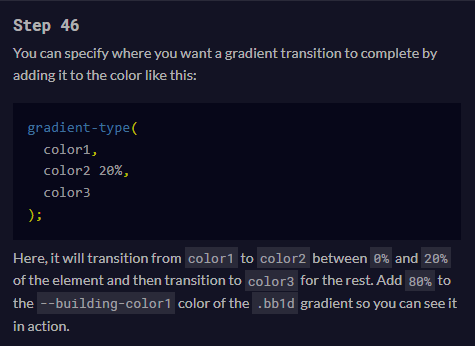 Step 46
You can specify where you want a gradient transition to complete by
adding it to the color like this:
gradient-type(
color1,
color2 20%,
color3
);
Here, it will transition from color1 to color2 between 0% and 20%
of the element and then transition to color3 for the rest. Add 80% to
the --building-color1 color of the .bb1d gradient so you can see it
in action.